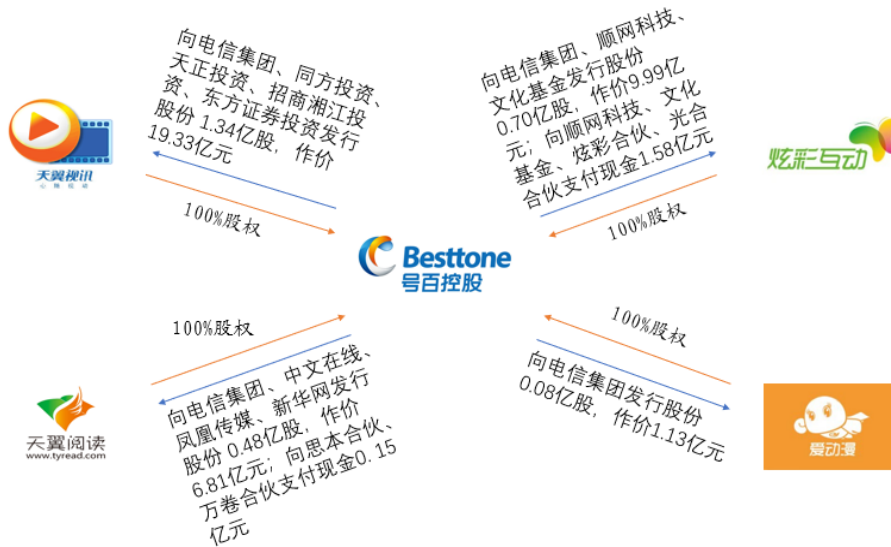 向电信集团、同方投资、
天正投资、招商湘江投
资、东方证券投资发行
股份 1.34亿股，作价
19.33亿元
天翼视讯
心随视动
100%股权
向电信集团、顺网科技、
文化基金发行股份
0.70亿股，作价9.99亿
元；向顺网科技、文化
基金、炫彩合伙、光合
合伙支付现金1.58亿元
炫彩互动
100%股权
Besttone
号百控股
100%股权
天翼阅读
www.tyread.com
向电信集团、中文在线、
凤凰传媒、新华网发行
股份 0.48亿股，作价
6.81亿元；向思本合伙、
万卷合伙支付现金0.15
亿元
100%股权
向电信集团发行股份
0.08亿股，作价1.13亿元
爱动漫